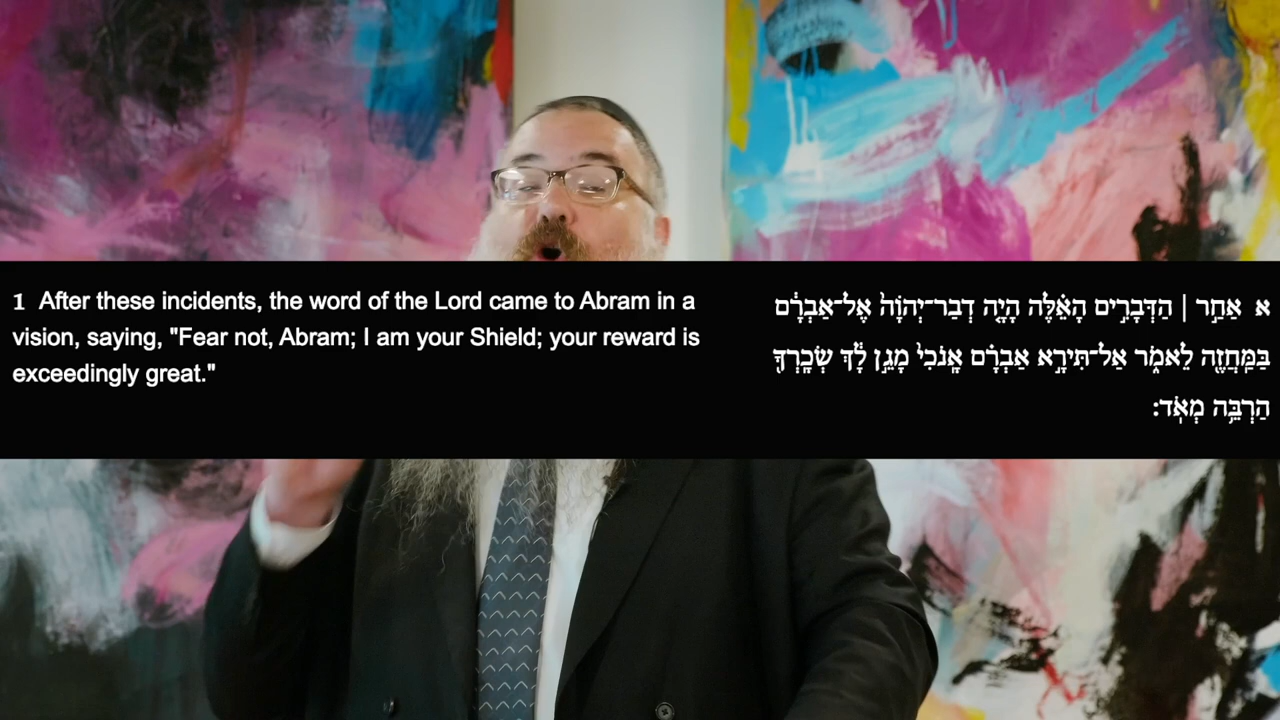 1 After these incidents, the word of the Lord came to Abram in a
vision, saying, "Fear not, Abram; I am your Shield; your reward is
exceedingly great."
א אַחַ֣ר | הַדְּבָרִ֣ים הָאֵ֗לֶּה הָיָ֤ה דְבַר־יְהֹוָה֙ אֶל־אַבְרָ֔ם
בַּמַּֽחֲזֶ֖ה לֵאמֹ֑ר אַל־תִּירָ֣א אַבְרָ֗ם אָֽנֹכִי֙ מָגֵ֣ן לָ֔ךְ שְׂכָֽרְךָ֖
הַרְבֵּ֥ה מְאֹֽד: